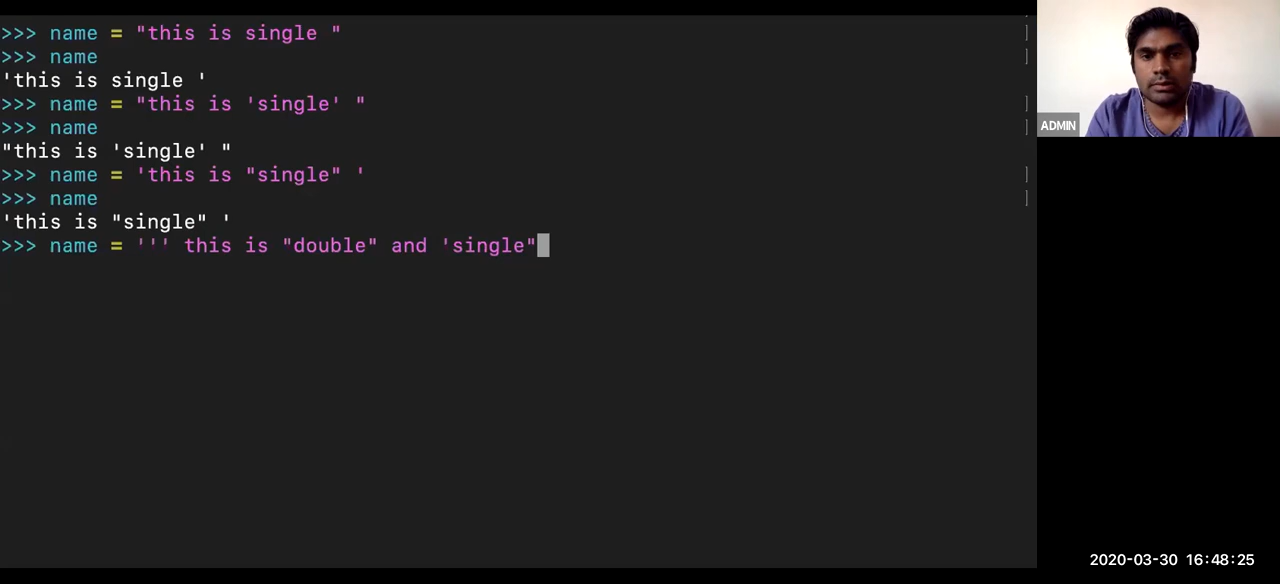 >>> name = "this is single "
>>> name
'this is single '
>>> name = "this is 'single' "
>>> name
"this is 'single' "
>>> name = 'this is "single" '
>>> name
'this is "single" '
>>> name = ''' this is "double" and 'single"
ADMIN
2020-03-30 16:48:25